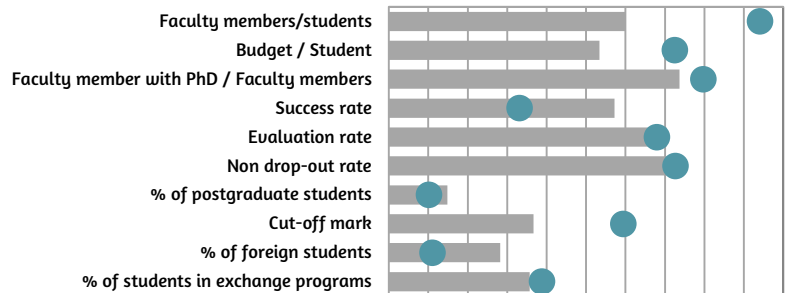 Faculty members/students
Budget / Student
Faculty member with PhD / Faculty members
Success rate
Evaluation rate
Non drop-out rate
% of postgraduate students
Cut-off mark
% of foreign students
% of students in exchange programs